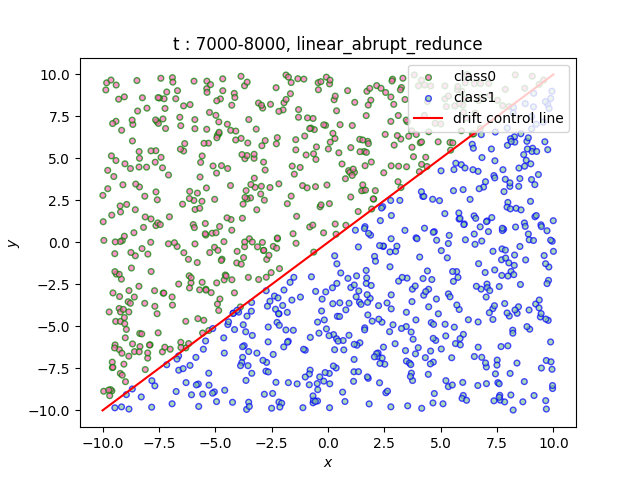 t : 7000-8000, linear_abrupt_redunce
class0
class1
drift control line
y
10.0
7.5
5.0
2.5
0.0
−2.5
−5.0
−7.5
−10.0
−10.0 −7.5 −5.0 −2.5 0.0 2.5 5.0 7.5 10.0
x